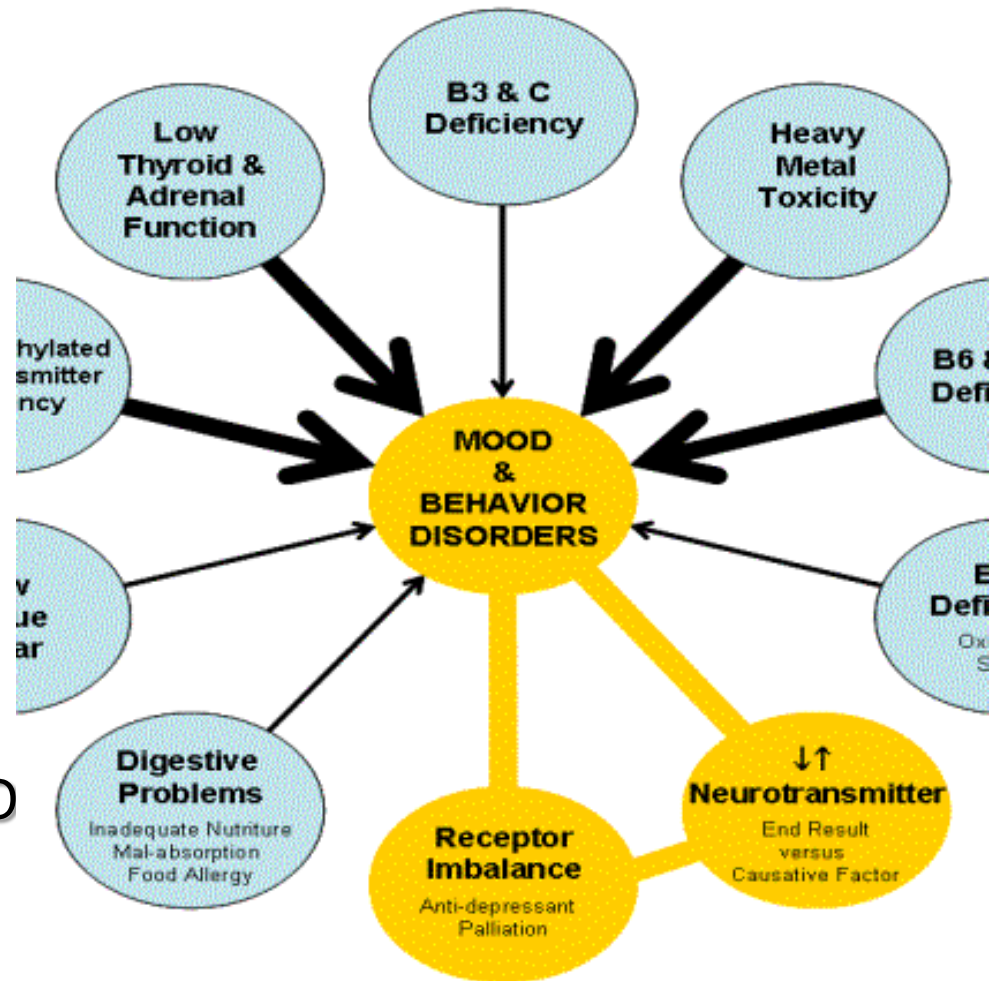 B3 & C
Deficiency
Low
Thyroid &
Adrenal
Function
Heavy
Metal
Toxicity
hylated
smitter
ncy
B6 &
Defi
MOOD
&
BEHAVIOR
DISORDERS
ue
ar
Defi
Digestive
Problems
Inadequate Nutriture
Mal-absorption
Food Allergy
Receptor
Imbalance
Anti-depressant
Palliation
↓↑
Neurotransmitter
End Result
versus
Causative Factor